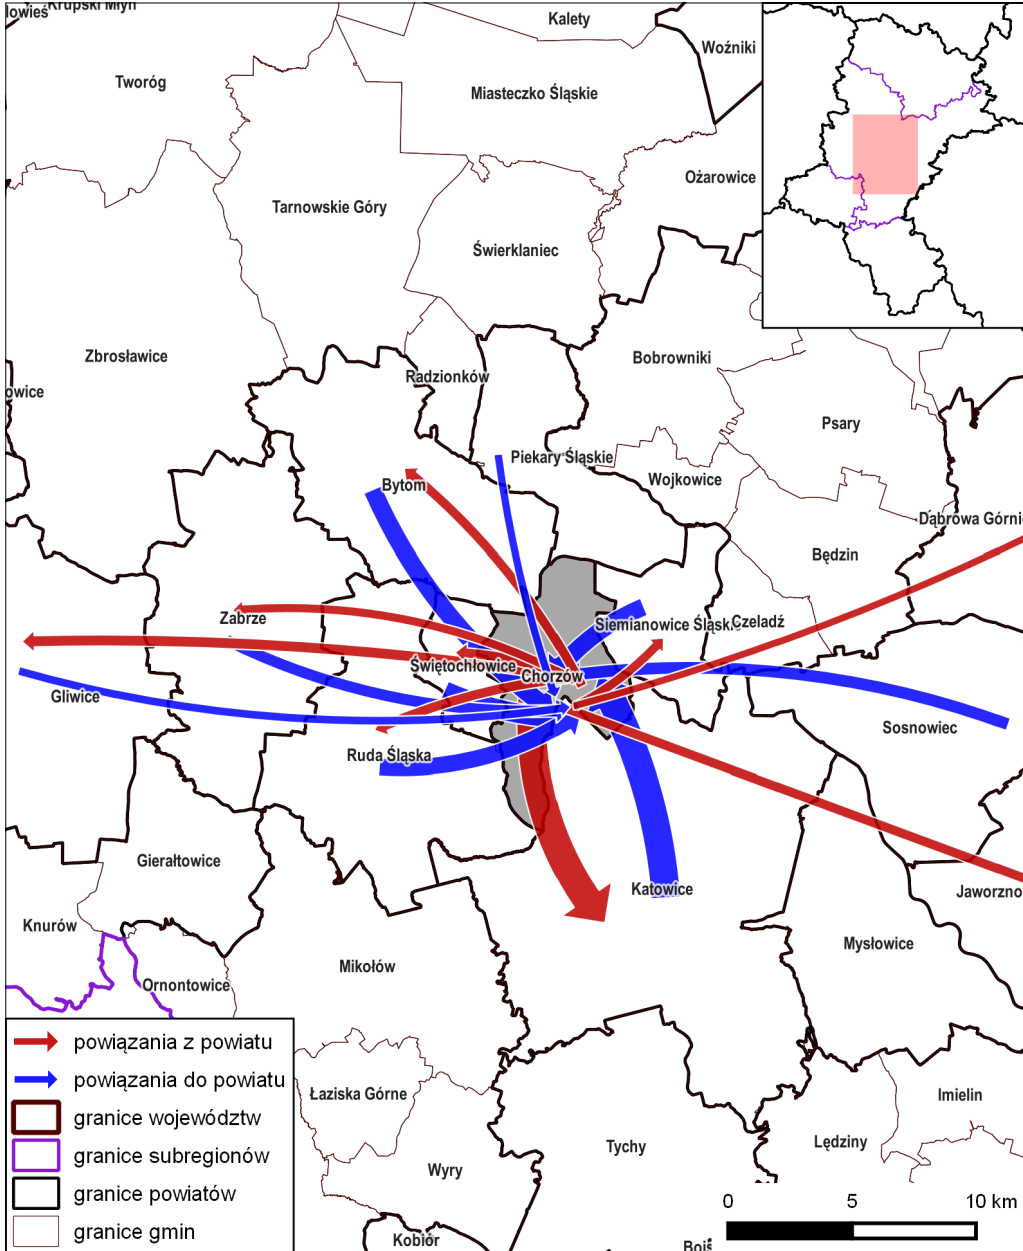 Krupski Młyn
Kalety
Woźniki
Tworóg
Miasteczko Śląskie
Ożarowice
Tarnowskie Góry
Świerklaniec
Zbrosławice
Bobrowniki
Radzionków
owice
Psary
Piekary Śląskie
Wojkowice
Bytom
Dąbrowa Górni
Będzin
Zabrze
Siemianowice Śląskie
Czeladź
Świętochłowice
Chorzów
Gliwice
Sosnowiec
Ruda Śląska
Gierałtowice
Katowice
Jaworzno
Knurów
Mysłowice
Mikołów
Ornontowice
Łaziska Górne
Imielin
Tychy
Lędziny
Wyry
Kobiór
powiązania z powiatu
powiązania do powiatu
granice województw
granice subregionów
granice powiatów
granice gmin
0 5 10 km